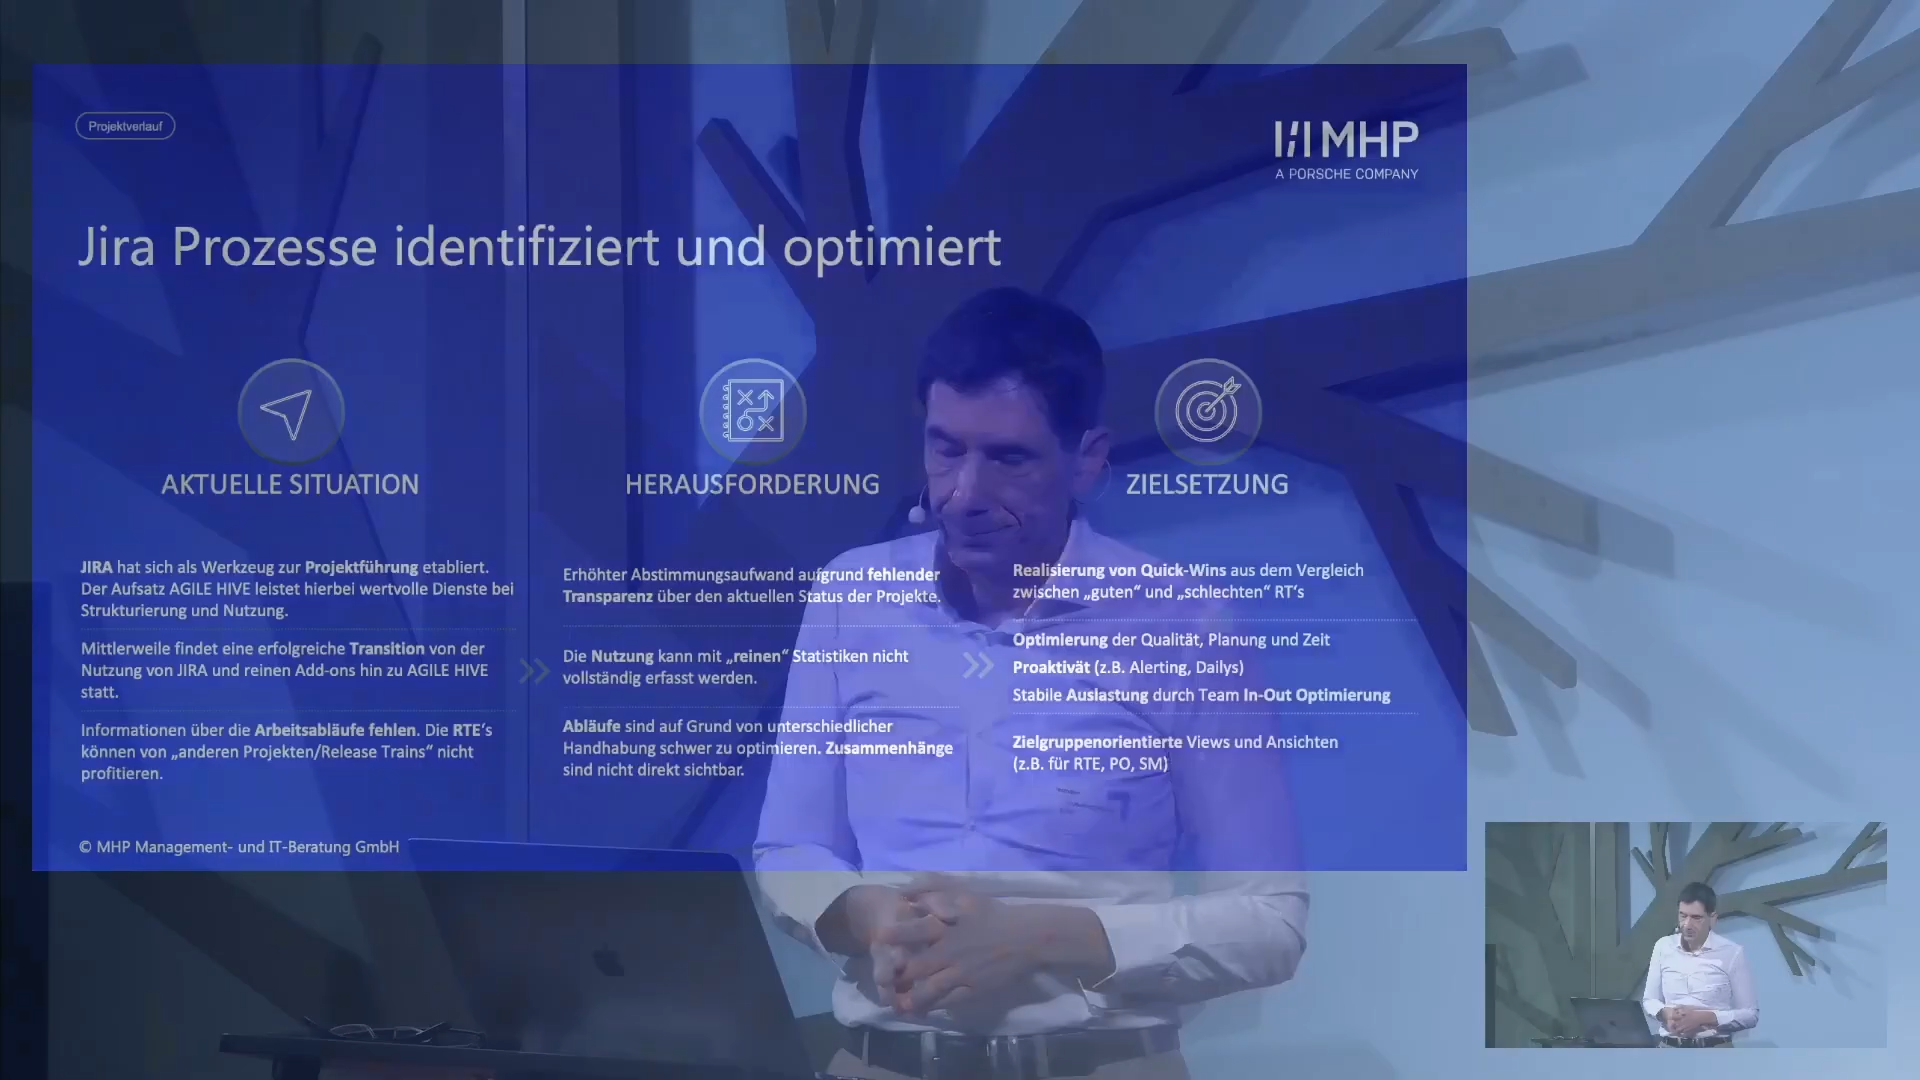 Projektverlauf
MHP
A PORSCHE COMPANY
Jira Prozesse identifiziert und optimiert
AKTUELLE SITUATION
JIRA hat sich als Werkzeug zur Projektführung etabliert.
Der Aufsatz AGILE HIVE leistet hierbei wertvolle Dienste bei
Strukturierung und Nutzung.
Mittlerweile findet eine erfolgreiche Transition von der
Nutzung von JIRA und reinen Add-ons hin zu AGILE HIVE
statt.
Informationen über die Arbeitsabläufe fehlen. Die RTE‘s
können von „anderen Projekten/Release Trains“ nicht
profitieren.
HERAUSFORDERUNG
Erhöhter Abstimmungsaufwand aufgrund fehlender
Transparenz über den aktuellen Status der Projekte.
Die Nutzung kann mit „reinen“ Statistiken nicht
vollständig erfasst werden.
Abläufe sind auf Grund von unterschiedlicher
Handhabung schwer zu optimieren. Zusammenhänge
sind nicht direkt sichtbar.
ZIELSETZUNG
Realisierung von Quick-Wins aus dem Vergleich
zwischen „guten“ und „schlechten“ RT‘s
Optimierung der Qualität, Planung und Zeit
Proaktivät (z.B. Alerting, Dailys)
Stabile Auslastung durch Team In-Out Optimierung
Zielgruppenorientierte Views und Ansichten
(z.B. für RTE, PO, SM)
© MHP Management- und IT-Beratung GmbH